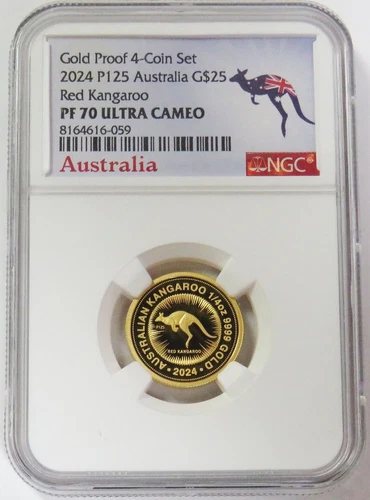 Gold Proof 4-Coin Set
2024 P125 Australia G$25
Red Kangaroo
PF 70 ULTRA CAMEO
8164616-059
Australia
NGC
AUSTRALIAN KANGAROO 1/4oz 9999 GOLD
P125
RED KANGAROO
• 2024 •